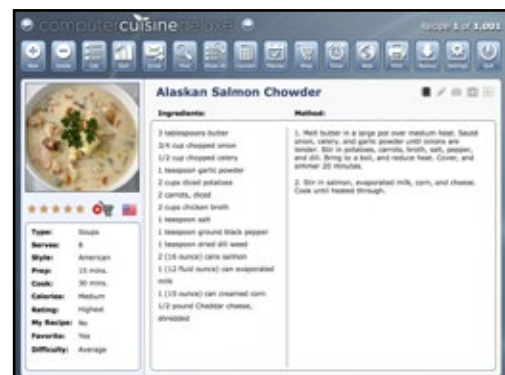 computercuisinedeluxe
Recipe 1 of 1,001
Alaskan Salmon Chowder
Ingredients:
3 tablespoons butter
3/4 cup chopped onion
1/2 cup chopped celery
1 teaspoon garlic powder
2 cups diced potatoes
2 carrots, diced
2 cups chicken broth
1 teaspoon salt
1 teaspoon ground black pepper
1 teaspoon dried dill weed
2 (16 ounce) cans salmon
1 (12 fluid ounce) can evaporated
milk
1 (15 ounce) can creamed corn
1/2 pound Cheddar cheese,
shredded
Method:
1. Melt butter in a large pot over medium heat. Sauté
onion, celery, and garlic powder until onions are
tender. Stir in potatoes, carrots, broth, salt, pepper,
and dill. Bring to a boil, and reduce heat. Cover, and
simmer 20 minutes.
2. Stir in salmon, evaporated milk, corn, and cheese.
Cook until heated through.
Type: Soups
Serves: 8
Style: American
Prep: 15 mins.
Cook: 30 mins.
Calories: Medium
Rating: Highest
My Recipe: No
Favorite: Yes
Difficulty: Average